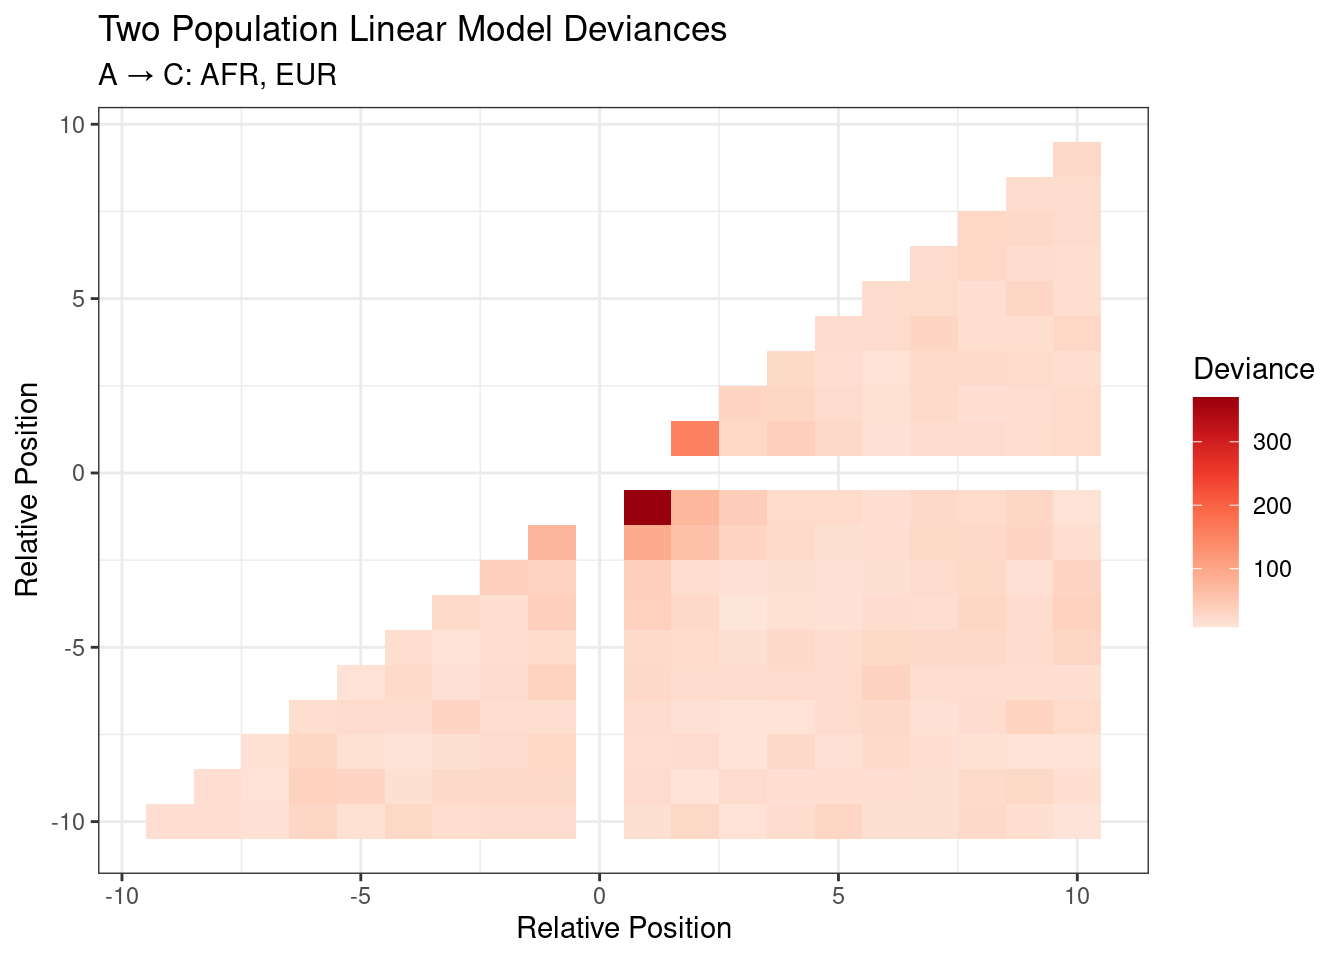 Two Population Linear Model Deviances
A → C: AFR, EUR
10
5
0
-5
-10
Relative Position
-10
-5
0
5
10
Relative Position
Deviance
300
200
100